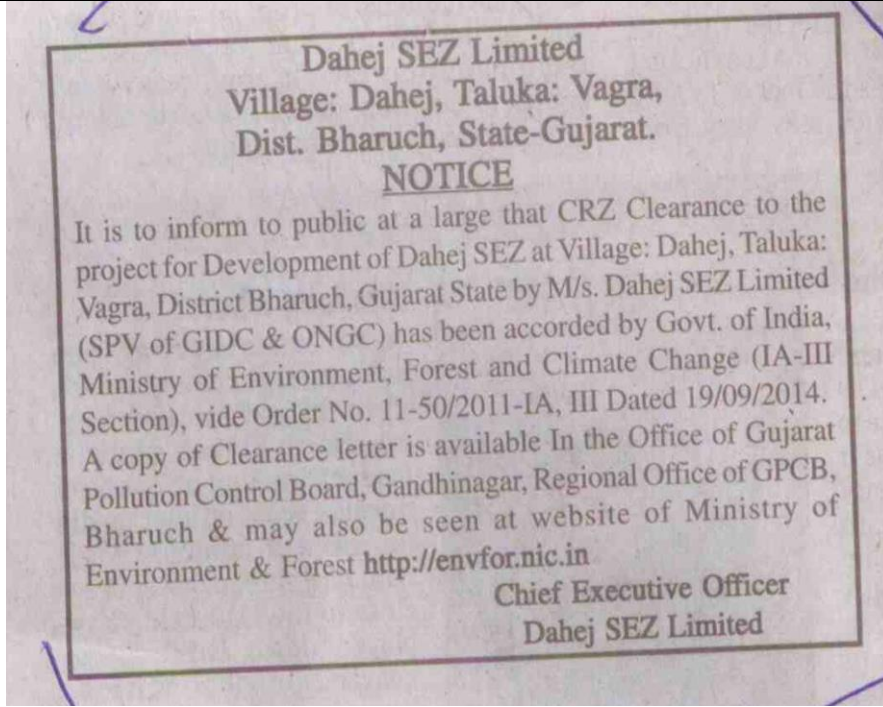 Dahej SEZ Limited
Village: Dahej, Taluka: Vagra,
Dist. Bharuch, State-Gujarat.
NOTICE
It is to inform to public at a large that CRZ Clearance to the
project for Development of Dahej SEZ at Village: Dahej, Taluka:
Vagra, District Bharuch, Gujarat State by M/s. Dahej SEZ Limited
(SPV of GIDC & ONGC) has been accorded by Govt. of India,
Ministry of Environment, Forest and Climate Change (IA-III
Section), vide Order No. 11-50/2011-IA, III Dated 19/09/2014.
A copy of Clearance letter is available In the Office of Gujarat
Pollution Control Board, Gandhinagar, Regional Office of GPCB,
Bharuch & may also be seen at website of Ministry of
Environment & Forest http://envfor.nic.in
Chief Executive Officer
Dahej SEZ Limited